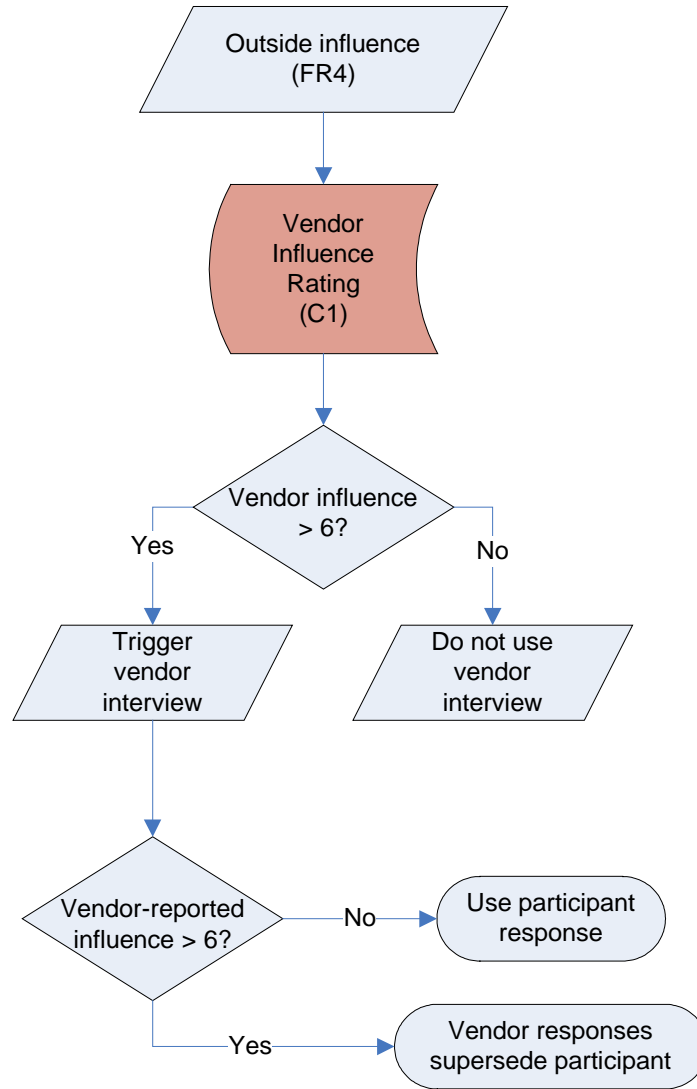 Outside influence
(FR4)
Vendor
Influence
Rating
(C1)
Vendor influence
> 6?
Yes
No
Trigger
vendor
interview
Do not use
vendor
interview
Vendor-reported
influence > 6?
No
Use participant
response
Yes
Vendor responses
supersede participant